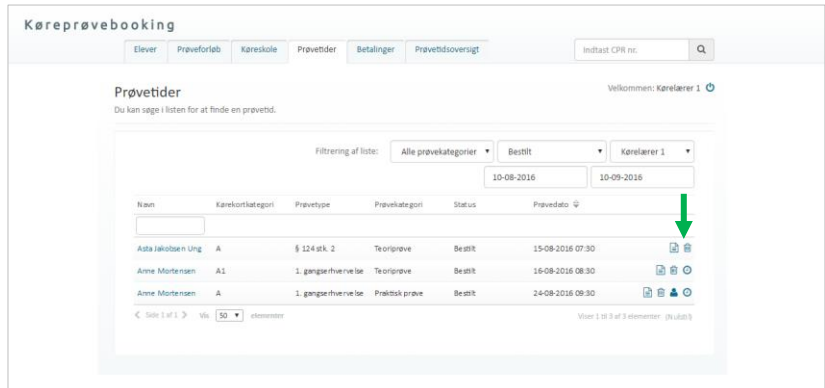 Køreprøvebooking
Elever Prøveforløb Køreskole Prøvetider Betalinger Prøvetidsoversigt Indtast CPR nr.
Prøvetider
Velkommen: Kørelærer 1
Du kan søge i listen for at finde en prøvetid.
Filtrering af liste: Alle prøvekategorier Bestilt Kørelærer 1
10-08-2016 10-09-2016
Navn Kørekortkategori Prøvetype Prøvekategori Status Prøvedato
Asta Jakobsen Ung A § 124 stk. 2 Teoriprøve Bestilt 15-08-2016 07:30
Anne Mortensen A1 1. gangserhvervelse Teoriprøve Bestilt 16-08-2016 08:30
Anne Mortensen A 1. gangserhvervelse Praktisk prøve Bestilt 24-08-2016 09:30
Side 1 af 1 Vis 50 elementer Viser 1 til 3 af 3 elementer (Nulstil)